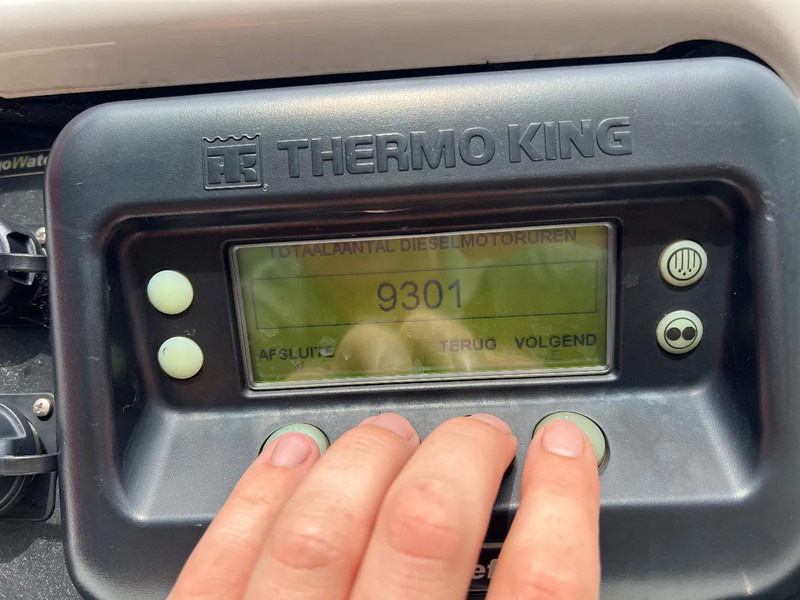 THERMO KING
TOTAALAANTAL DIESELMOTORUREN
9301
AFSLUITE TERUG VOLGEND
E